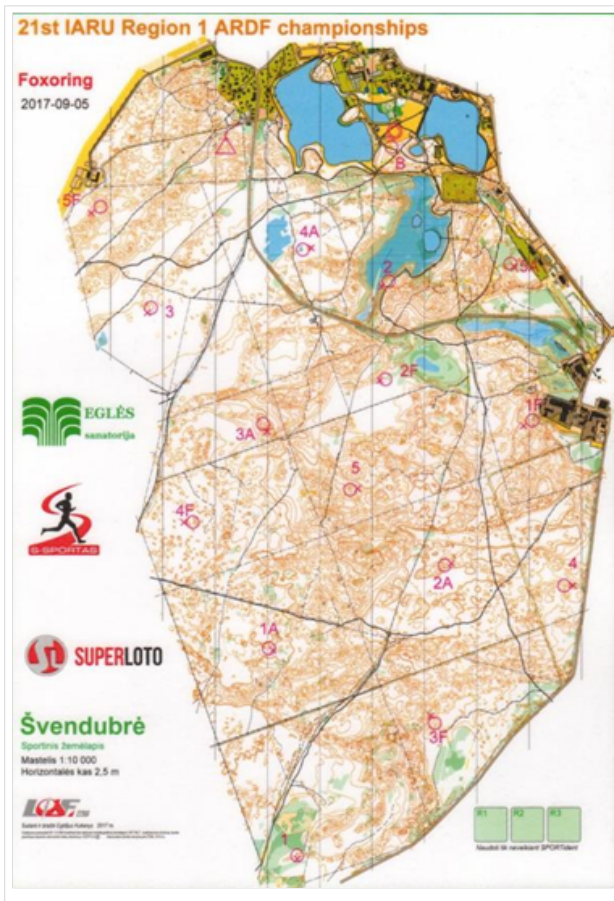 21st IARU Region 1 ARDF championships
Foxoring
2017-09-05
B
5F
4A
2
3
2F
1F
3A
5
4F
2A
4
1A
3F
1
EGLĖS
sanatorija
G-SPORTAS
SUPERLOTO
Švendubrė
Sportinis žemėlapis
Mastelis 1:10 000
Horizontalės kas 2,5 m
R1 R2 R3
Naudoti tik neveikiant SPORTident